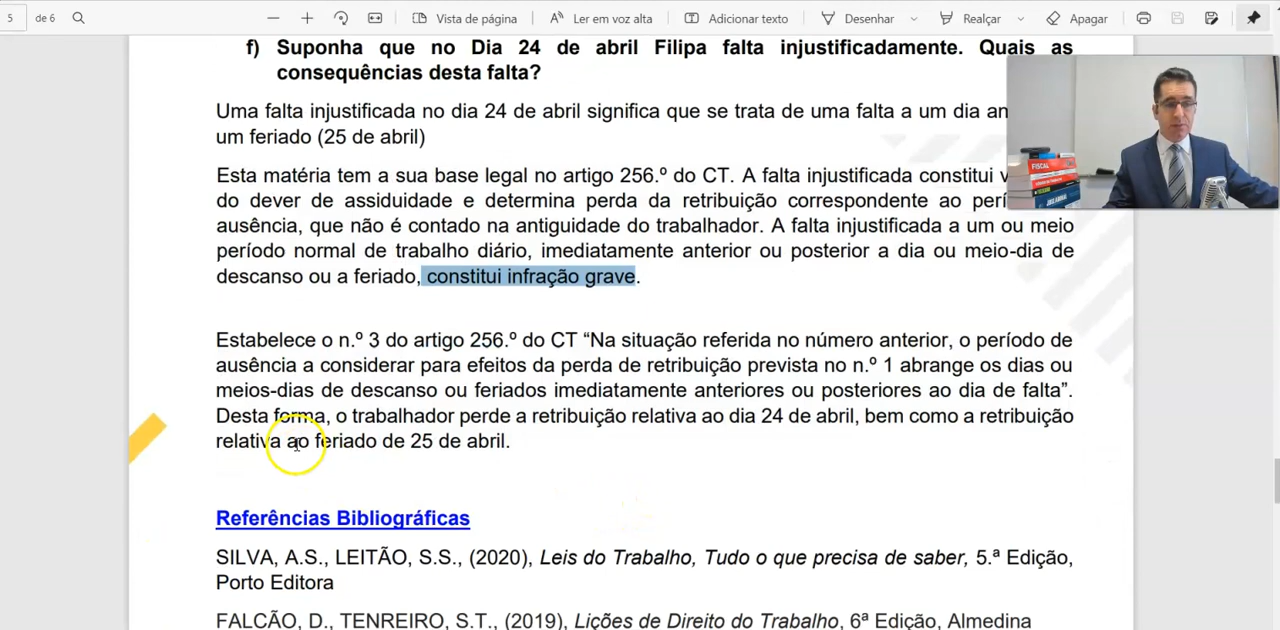 5 de 6 Vista de página Ler em voz alta Adicionar texto Desenhar Realçar Apagar
f) Suponha que no Dia 24 de abril Filipa falta injustificadamente. Quais as
consequências desta falta?
Uma falta injustificada no dia 24 de abril significa que se trata de uma falta a um dia
um feriado (25 de abril)
Esta matéria tem a sua base legal no artigo 256.º do CT. A falta injustificada constitui
do dever de assiduidade e determina perda da retribuição correspondente ao
ausência, que não é contado na antiguidade do trabalhador. A falta injustificada a um ou meio
período normal de trabalho diário, imediatamente anterior ou posterior a dia ou meio-dia de
descanso ou a feriado, constitui infração grave.
Estabelece o n.º 3 do artigo 256.º do CT “Na situação referida no número anterior, o período de
ausência a considerar para efeitos da perda de retribuição prevista no n.º 1 abrange os dias ou
meios-dias de descanso ou feriados imediatamente anteriores ou posteriores ao dia de falta”.
Desta forma, o trabalhador perde a retribuição relativa ao dia 24 de abril, bem como a retribuição
relativa ao feriado de 25 de abril.
Referências Bibliográficas
SILVA, A.S., LEITÃO, S.S., (2020), Leis do Trabalho, Tudo o que precisa de saber, 5.ª Edição,
Porto Editora
FALCÃO, D., TENREIRO, S.T., (2019), Lições de Direito do Trabalho, 6ª Edição, Almedina
FISCAL